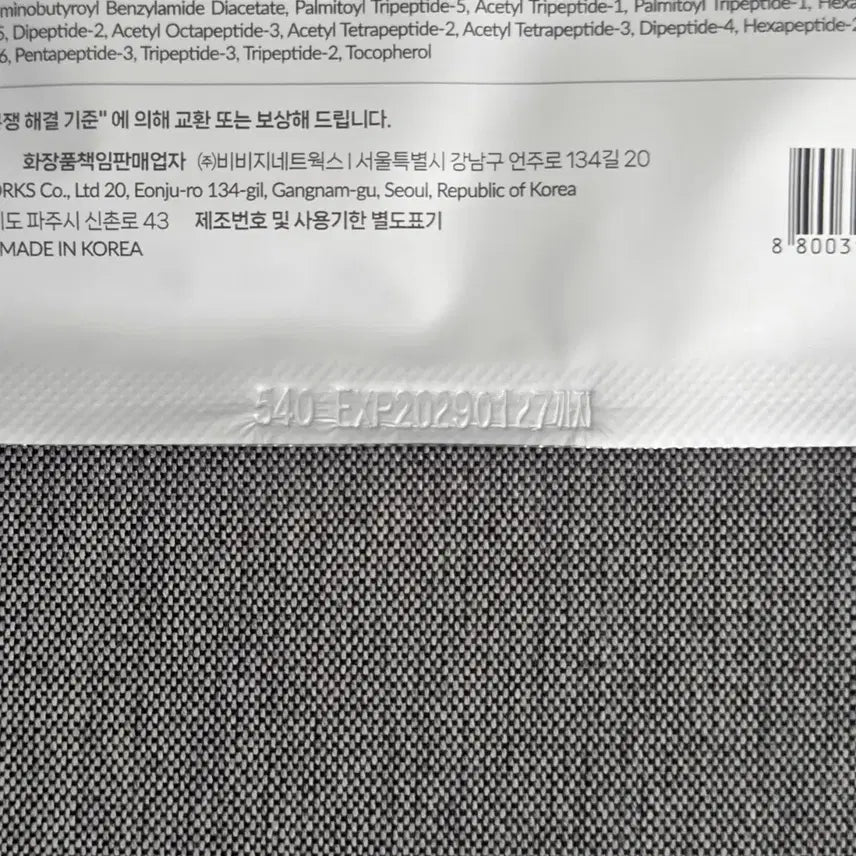 minobutyroyl Benzylamide Diacetate, Palmitoyl Tripeptide-5, Acetyl Tripeptide-1, Palmitoyl Tripeptide-1, Hexa
5, Dipeptide-2, Acetyl Octapeptide-3, Acetyl Tetrapeptide-2, Acetyl Tetrapeptide-3, Dipeptide-4, Hexapeptide-2
6, Pentapeptide-3, Tripeptide-3, Tripeptide-2, Tocopherol
쟁 해결 기준" 에 의해 교환 또는 보상해 드립니다.
화장품책임판매업자 ㈜비비지네트웍스 I 서울특별시 강남구 언주로 134길 20
ORKS Co., Ltd 20, Eonju-ro 134-gil, Gangnam-gu, Seoul, Republic of Korea
기도 파주시 신촌로 43 제조번호 및 사용기한 별도표기
MADE IN KOREA
8 8003
540 EXP20290127까지